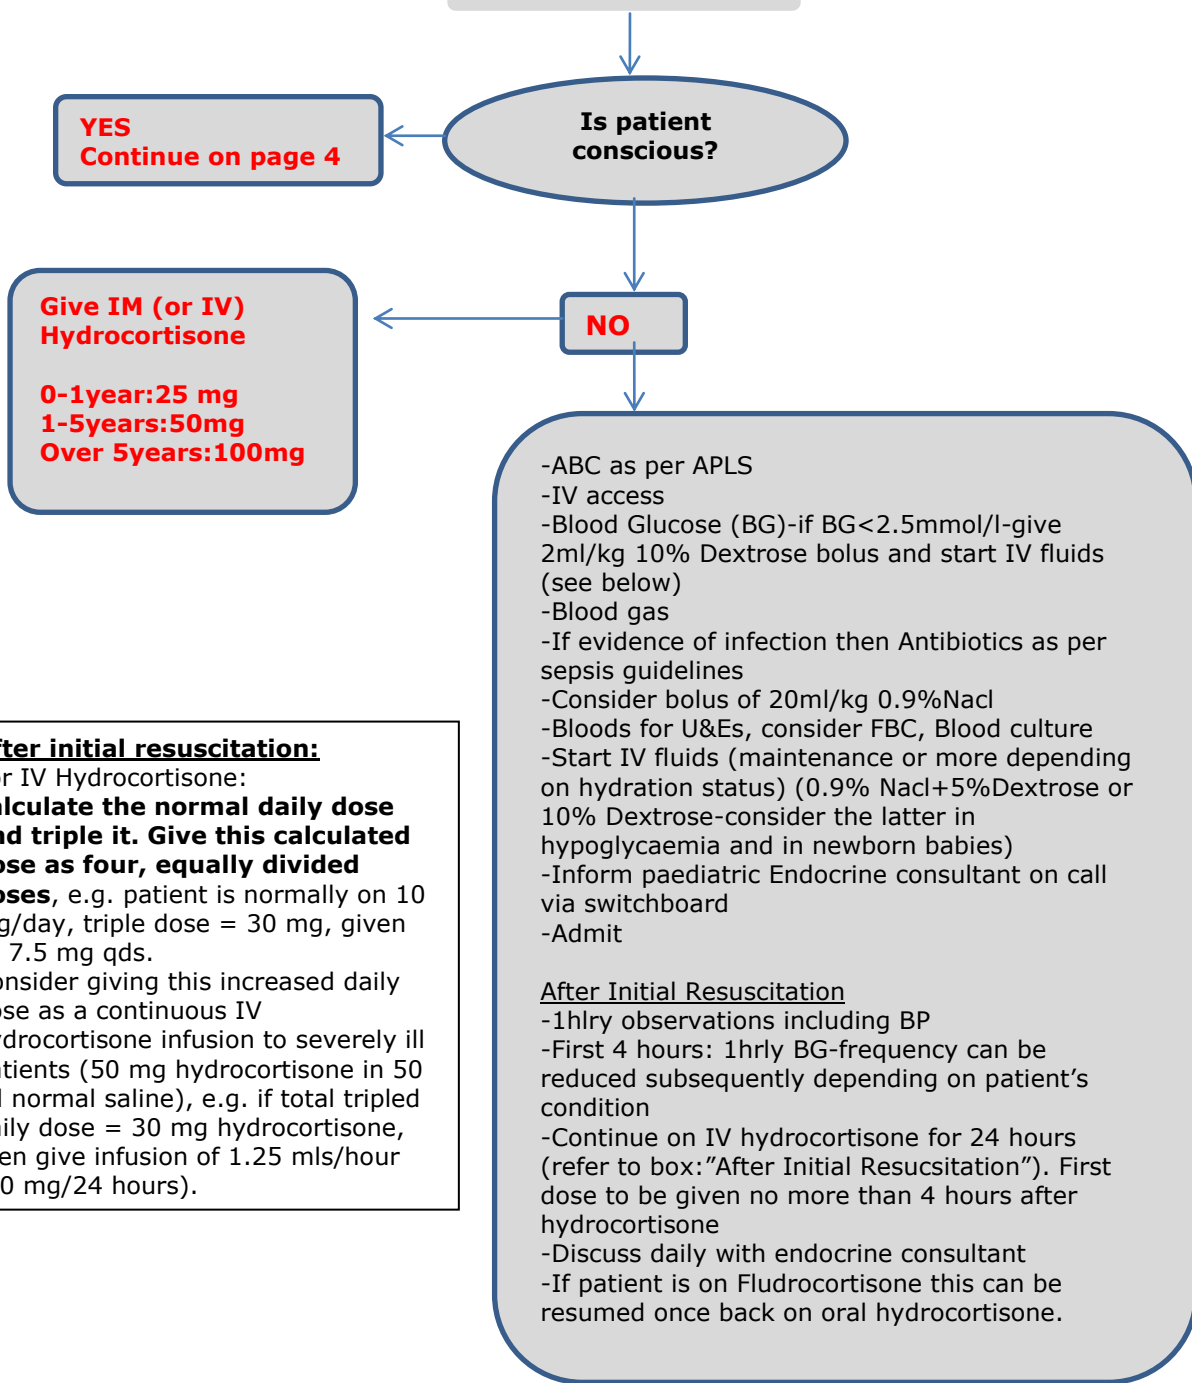 Is patient
conscious?
YES
Continue on page 4
NO
Give IM (or IV)
Hydrocortisone
0-1year:25 mg
1-5years:50mg
Over 5years:100mg
-ABC as per APLS
-IV access
-Blood Glucose (BG)-if BG<2.5mmol/l-give
2ml/kg 10% Dextrose bolus and start IV fluids
(see below)
-Blood gas
-If evidence of infection then Antibiotics as per
sepsis guidelines
-Consider bolus of 20ml/kg 0.9%Nacl
-Bloods for U&Es, consider FBC, Blood culture
-Start IV fluids (maintenance or more depending
on hydration status) (0.9% Nacl+5%Dextrose or
10% Dextrose-consider the latter in
hypoglycaemia and in newborn babies)
-Inform paediatric Endocrine consultant on call
via switchboard
-Admit
After Initial Resuscitation
-1hlry observations including BP
-First 4 hours: 1hrly BG-frequency can be
reduced subsequently depending on patient's
condition
-Continue on IV hydrocortisone for 24 hours
(refer to box:"After Initial Resucsitation"). First
dose to be given no more than 4 hours after
hydrocortisone
-Discuss daily with endocrine consultant
-If patient is on Fludrocortisone this can be
resumed once back on oral hydrocortisone.
fter initial resuscitation:
or IV Hydrocortisone:
alculate the normal daily dose
nd triple it. Give this calculated
ose as four, equally divided
oses, e.g. patient is normally on 10
g/day, triple dose = 30 mg, given
7.5 mg qds.
onsider giving this increased daily
ose as a continuous IV
ydrocortisone infusion to severely ill
atients (50 mg hydrocortisone in 50
l normal saline), e.g. if total tripled
aily dose = 30 mg hydrocortisone,
en give infusion of 1.25 mls/hour
0 mg/24 hours).